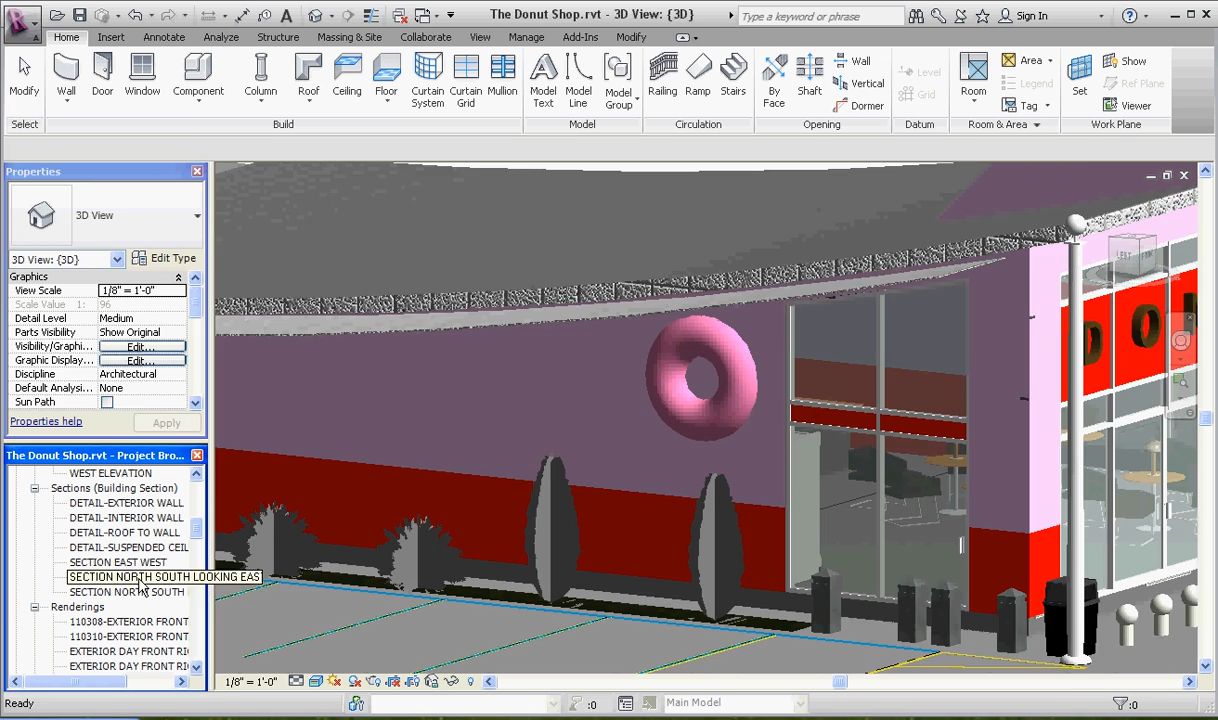 The Donut Shop.rvt - 3D View: {3D}
Type a keyword or phrase
Sign In
Home Insert Annotate Analyze Structure Massing & Site Collaborate View Manage Add-Ins Modify
Modify
Wall
Door
Window
Component
Column
Roof
Ceiling
Floor
Curtain System
Curtain Grid
Mullion
Model Text
Model Line
Model Group
Railing
Ramp
Stairs
By Face
Shaft
Wall
Vertical
Dormer
Level
Grid
Room
Area
Legend
Tag
Set
Show
Ref Plane
Viewer
Select
Build
Model
Circulation
Opening
Datum
Room & Area
Work Plane
Properties
3D View
3D View: {3D}
Edit Type
Graphics
View Scale 1/8" = 1'-0"
Scale Value 1: 96
Detail Level Medium
Parts Visibility Show Original
Visibility/Graphi... Edit...
Graphic Display... Edit...
Discipline Architectural
Default Analysi... None
Sun Path
Properties help
Apply
The Donut Shop.rvt - Project Bro...
WEST ELEVATION
Sections (Building Section)
DETAIL-EXTERIOR WALL
DETAIL-INTERIOR WALL
DETAIL-ROOF TO WALL
DETAIL-SUSPENDED CEIL
SECTION EAST WEST
SECTION NORTH SOUTH LOOKING EAS
SECTION NORTH SOUTH
Renderings
110308-EXTERIOR FRONT
110310-EXTERIOR FRONT
EXTERIOR DAY FRONT RI
EXTERIOR DAY FRONT RI
LEFT
D O
1/8" = 1'-0"
Ready
:0
Main Model
:0